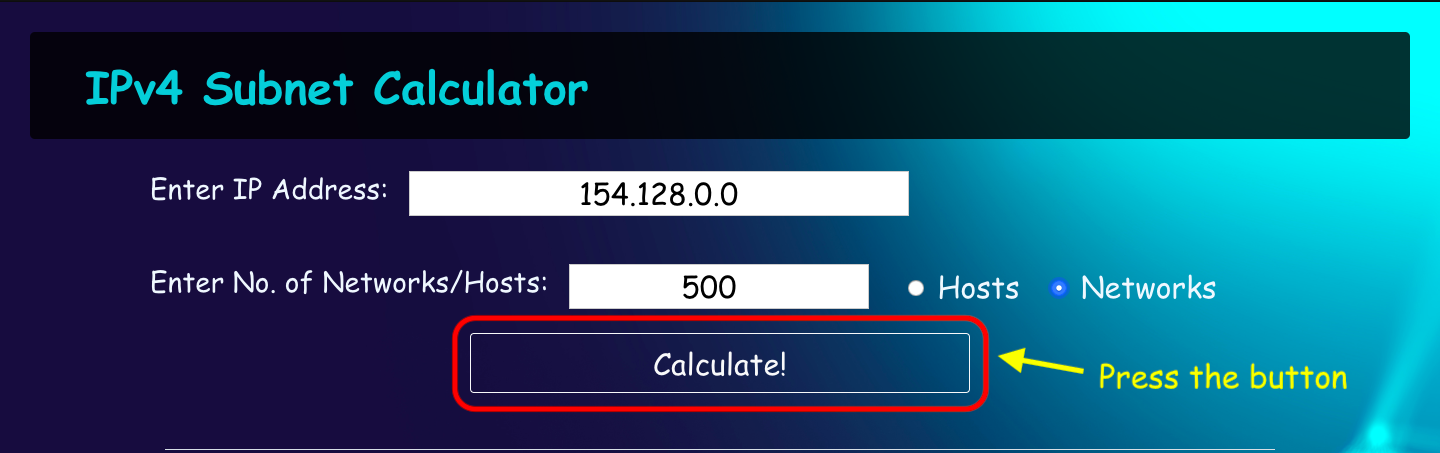 IPv4 Subnet Calculator
Enter IP Address: 154.128.0.0
Enter No. of Networks/Hosts: 500 Hosts Networks
Calculate!
Press the button